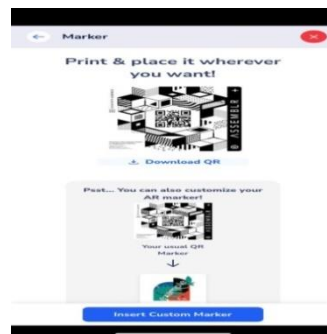 Marker
Print & place it wherever
you want!
ASSEMBLR
Download QR
Psst... You can also customize your
AR marker!
Your usual QR
Marker
Insert Custom Marker